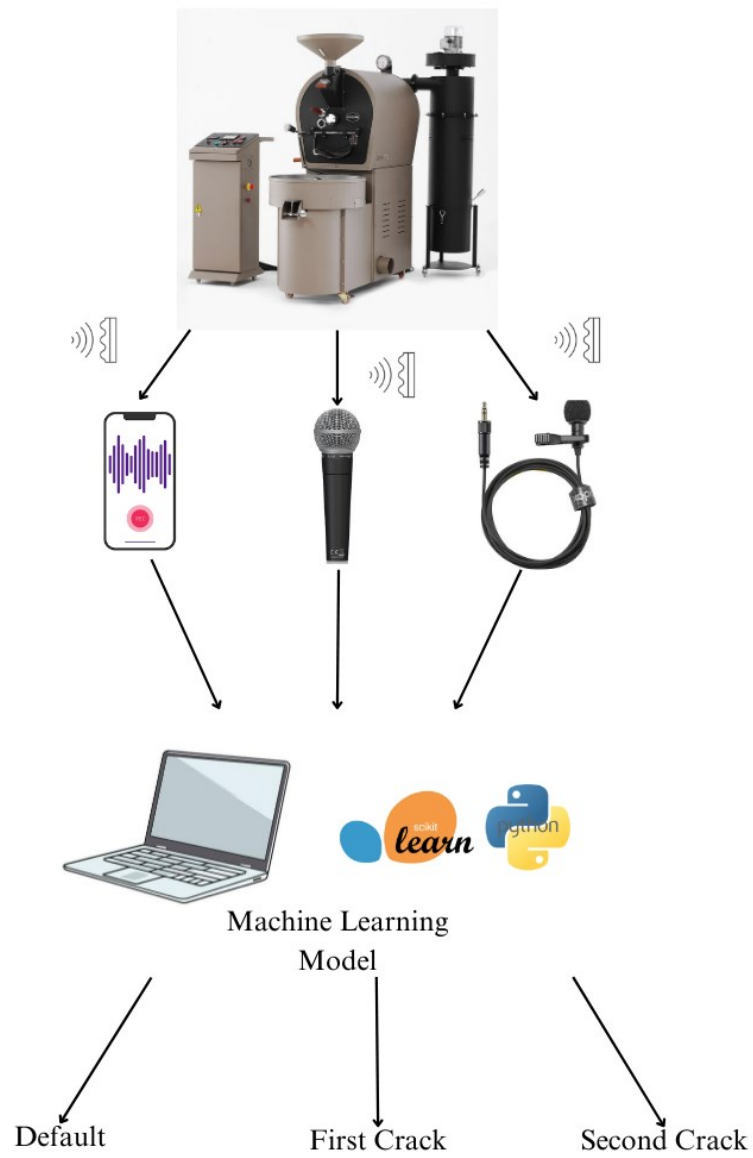 scikit
learn
python
Machine Learning
Model
Default
First Crack
Second Crack